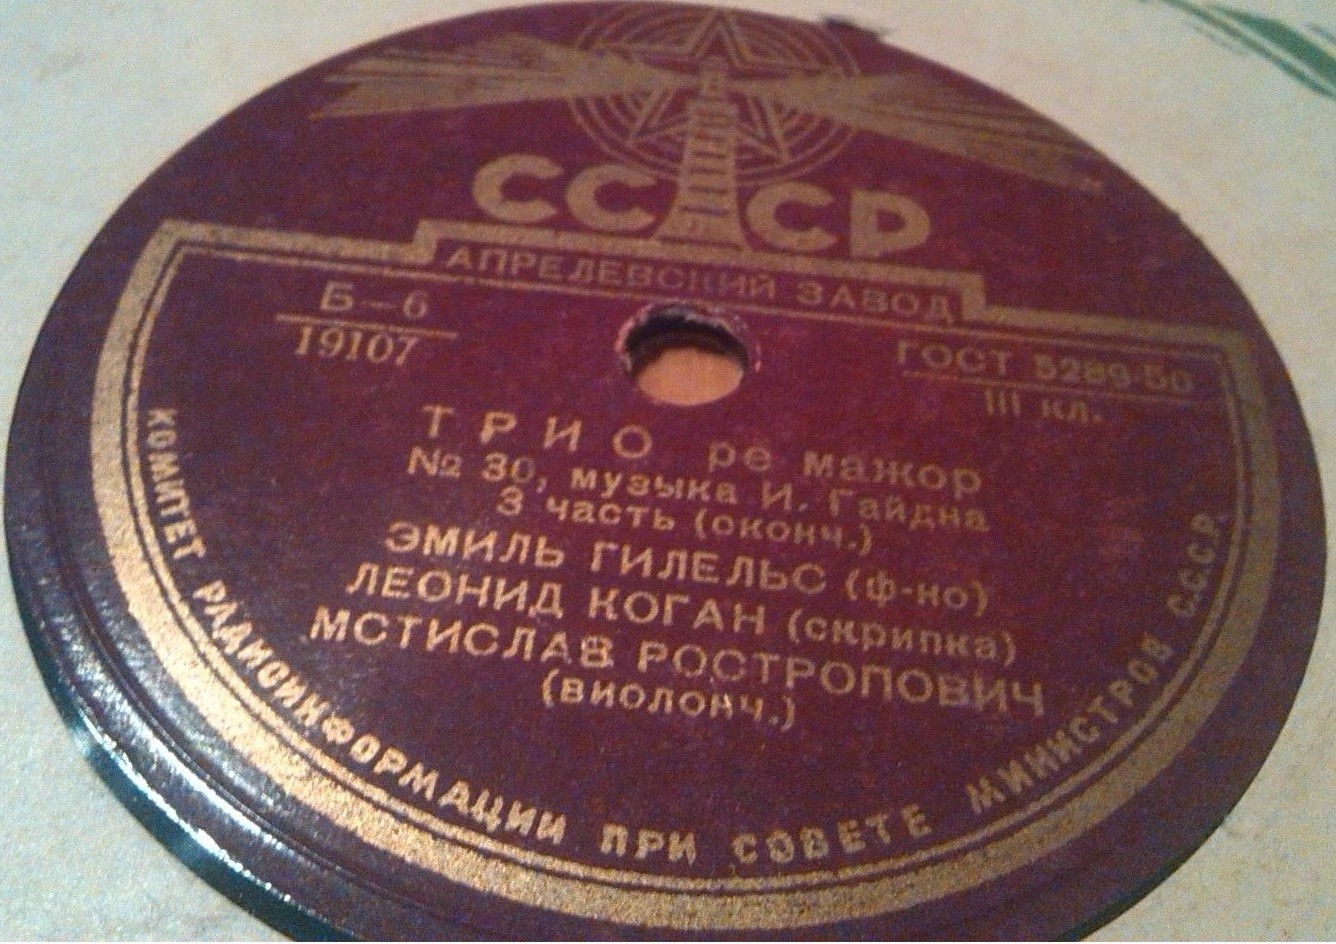 СССР
АПРЕЛЕВСКИЙ ЗАВОД
Б—6
19107
ГОСТ 5289-50
III кл.
ТРИО ре мажор
№ 30, музыка И. Гайдна
3 часть (оконч.)
ЭМИЛЬ ГИЛЕЛЬС (ф-но)
ЛЕОНИД КОГАН (скрипка)
МСТИСЛАВ РОСТРОПОВИЧ
(виолонч.)
КОМИТЕТ РАДИОИНФОРМАЦИИ ПРИ СОВЕТЕ МИНИСТРОВ С.С.С.Р.